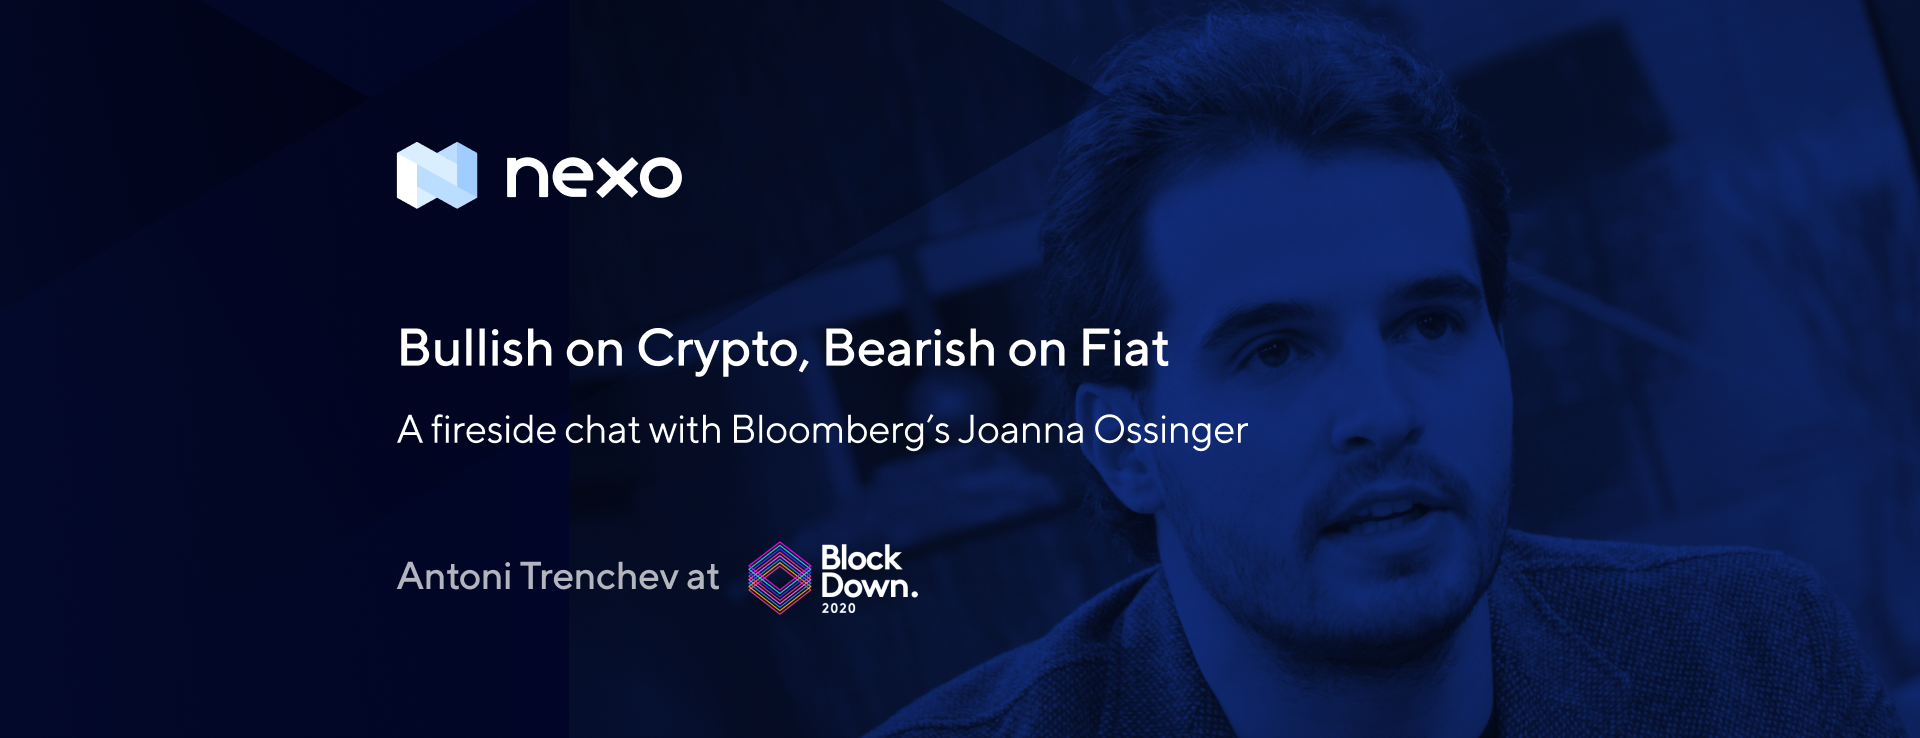 nexo
Bullish on Crypto, Bearish on Fiat
A fireside chat with Bloomberg’s Joanna Ossinger
Antoni Trenchev at
Block
Down.
2020